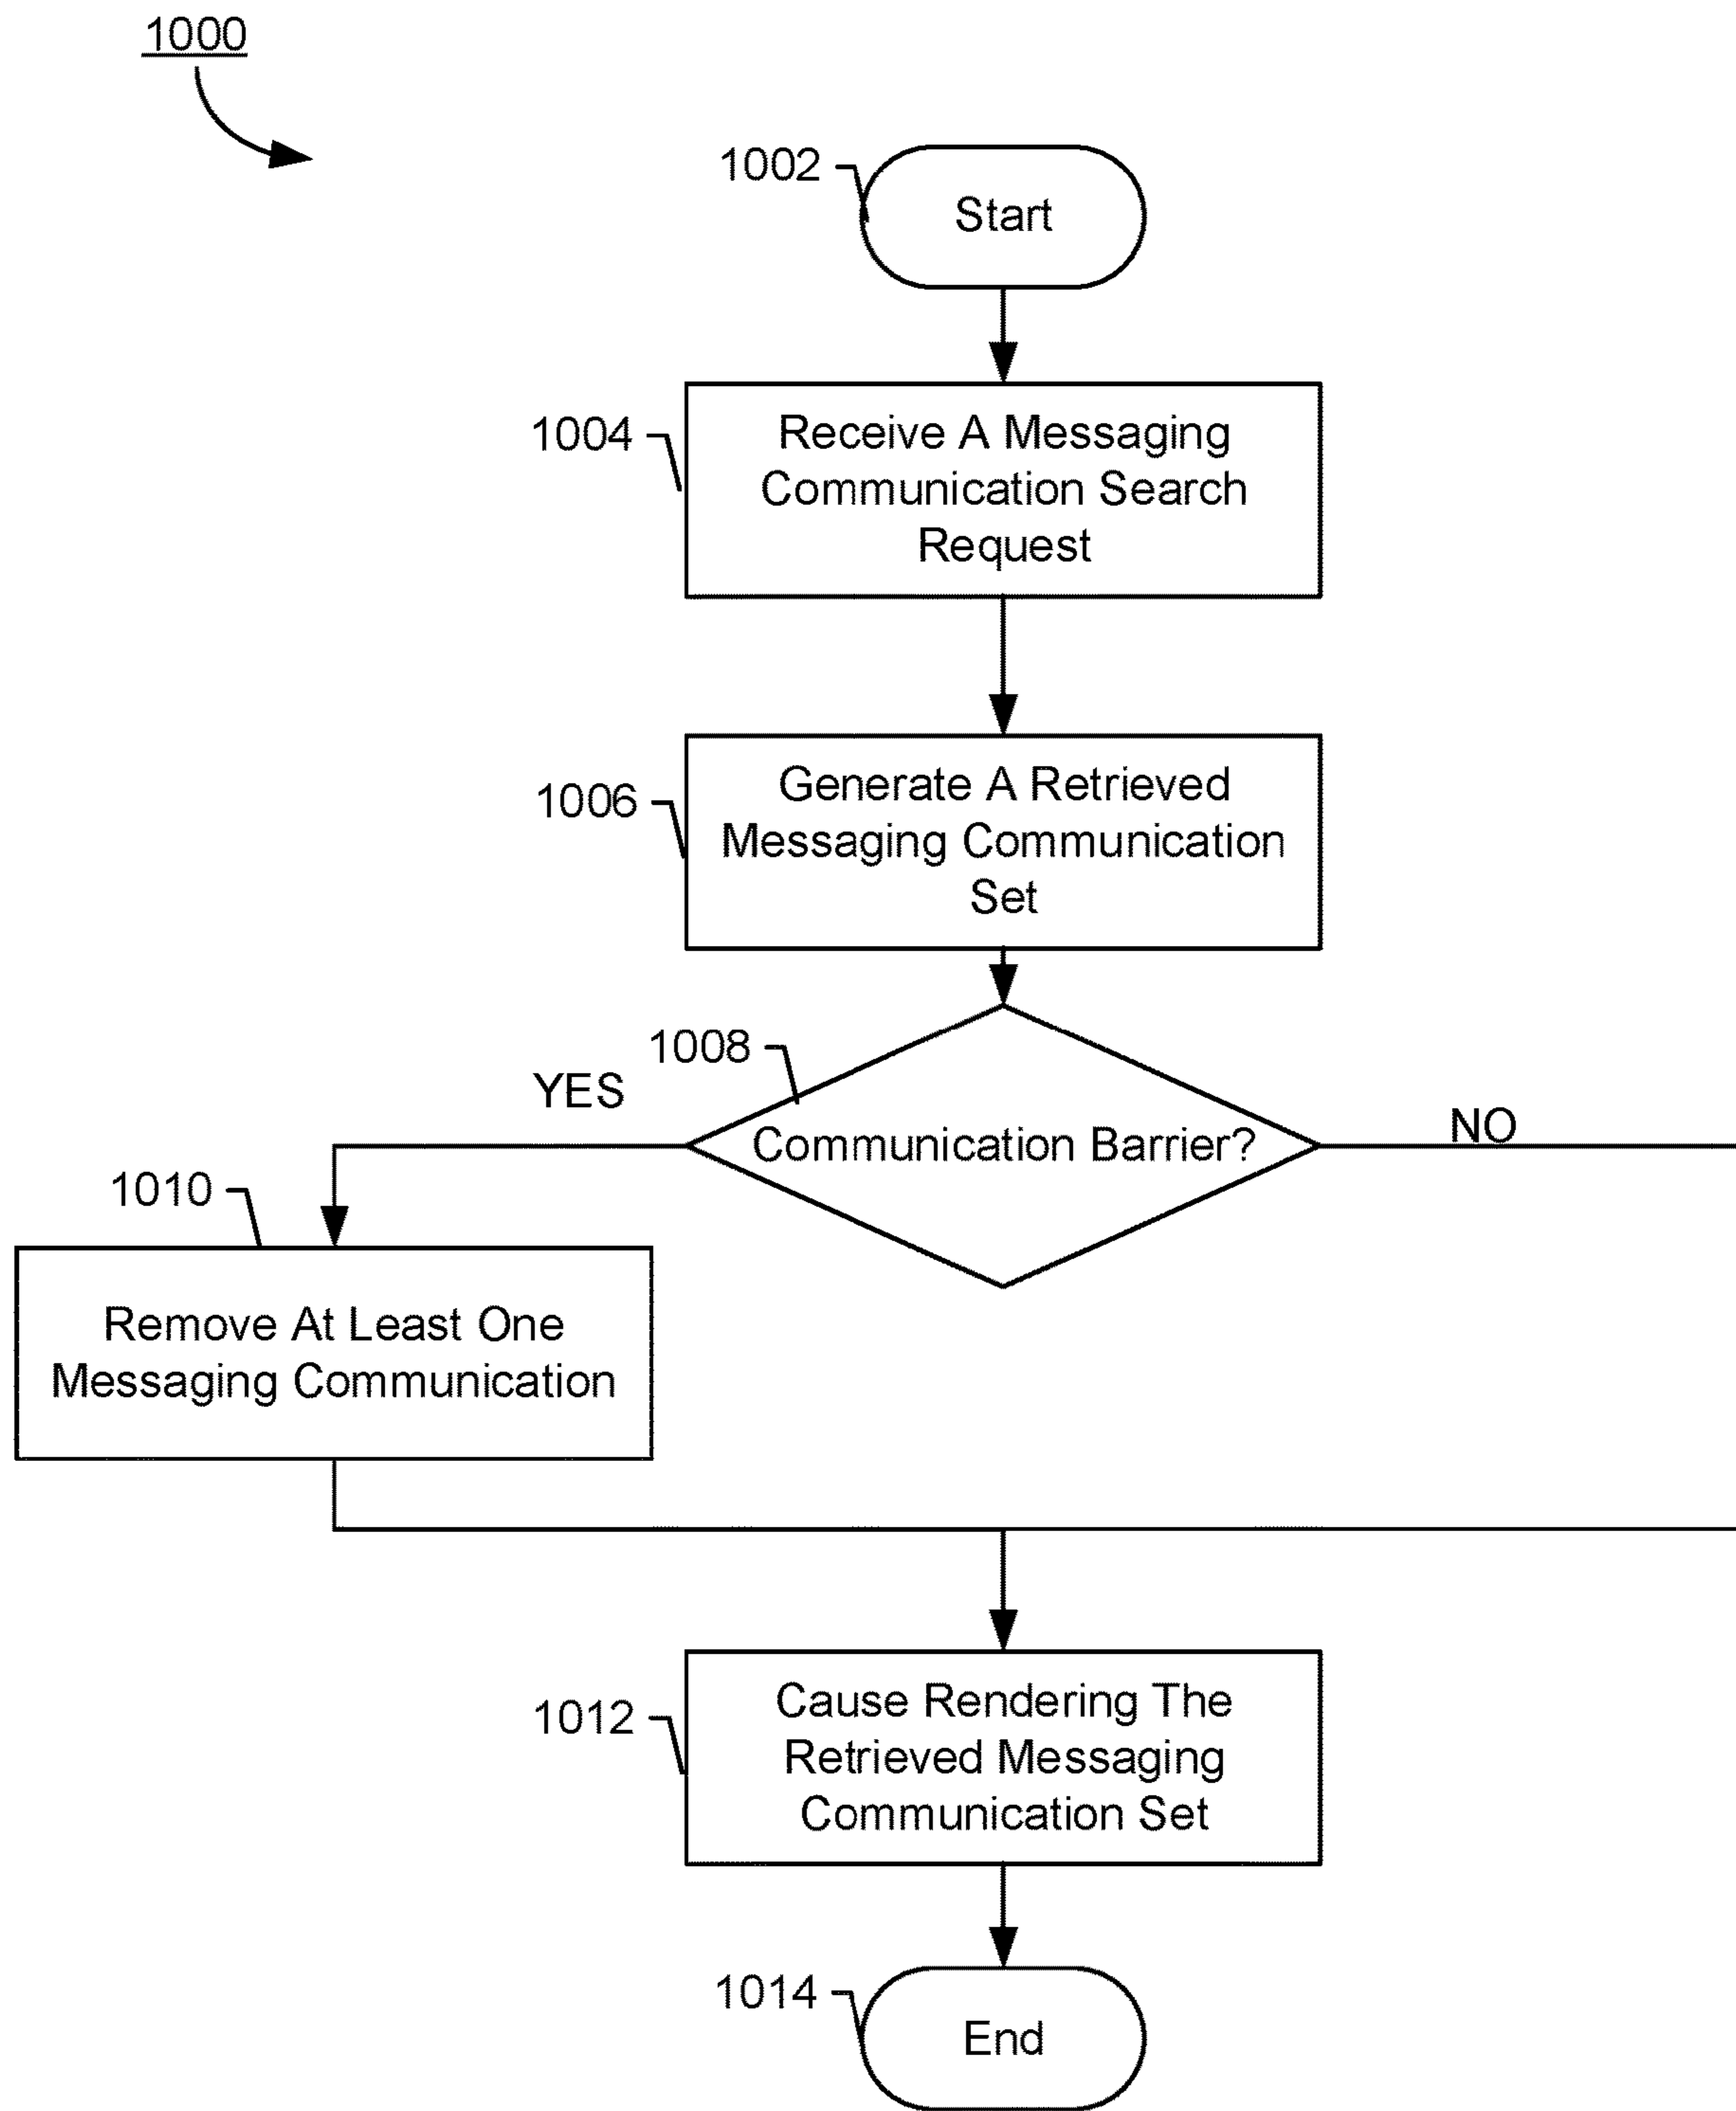 1000
1002
Start
1004
Receive A Messaging
Communication Search
Request
1006
Generate A Retrieved
Messaging Communication
Set
1008
YES
Communication Barrier?
NO
1010
Remove At Least One
Messaging Communication
1012
Cause Rendering The
Retrieved Messaging
Communication Set
1014
End